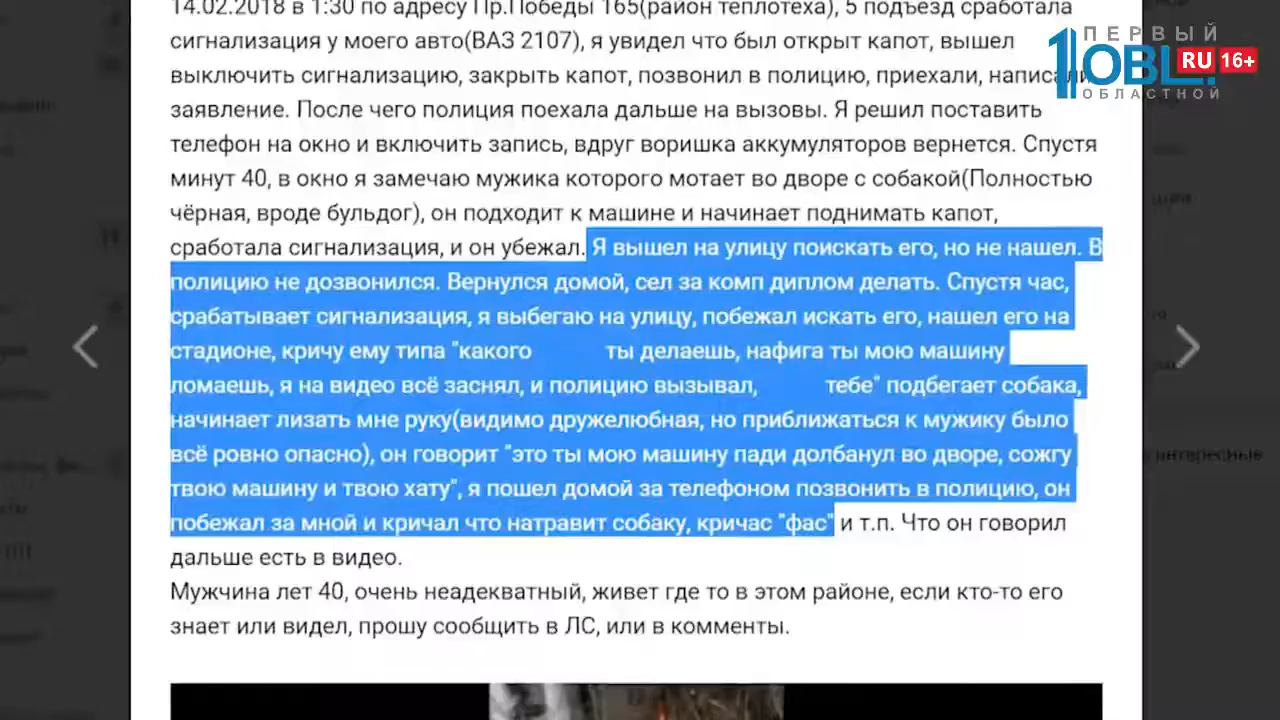 14.02.2018 в 1:30 по адресу Пр.Победы 165(район теплотеха), 5 подъезд сработала
сигнализация у моего авто(ВАЗ 2107), я увидел что был открыт капот, вышел
выключить сигнализацию, закрыть капот, позвонил в полицию, приехали, написали
заявление. После чего полиция поехала дальше на вызовы. Я решил поставить
телефон на окно и включить запись, вдруг воришка аккумуляторов вернется. Спустя
минут 40, в окно я замечаю мужика которого мотает во дворе с собакой(Полностью
чёрная, вроде бульдог), он подходит к машине и начинает поднимать капот,
сработала сигнализация, и он убежал. Я вышел на улицу поискать его, но не нашел. В
полицию не дозвонился. Вернулся домой, сел за комп диплом делать. Спустя час,
срабатывает сигнализация, я выбегаю на улицу, побежал искать его, нашел его на
стадионе, кричу ему типа "какого ты делаешь, нафига ты мою машину
ломаешь, я на видео всё заснял, и полицию вызывал, тебе" подбегает собака,
начинает лизать мне руку(видимо дружелюбная, но приближаться к мужику было
всё ровно опасно), он говорит "это ты мою машину пади долбанул во дворе, сожгу
твою машину и твою хату", я пошел домой за телефоном позвонить в полицию, он
побежал за мной и кричал что натравит собаку, кричас "фас" и т.п. Что он говорил
дальше есть в видео.
Мужчина лет 40, очень неадекватный, живет где то в этом районе, если кто-то его
знает или видел, прошу сообщить в ЛС, или в комменты.
ПЕРВЫЙ
1OBL.RU 16+
ОБЛАСТНОЙ
интересные